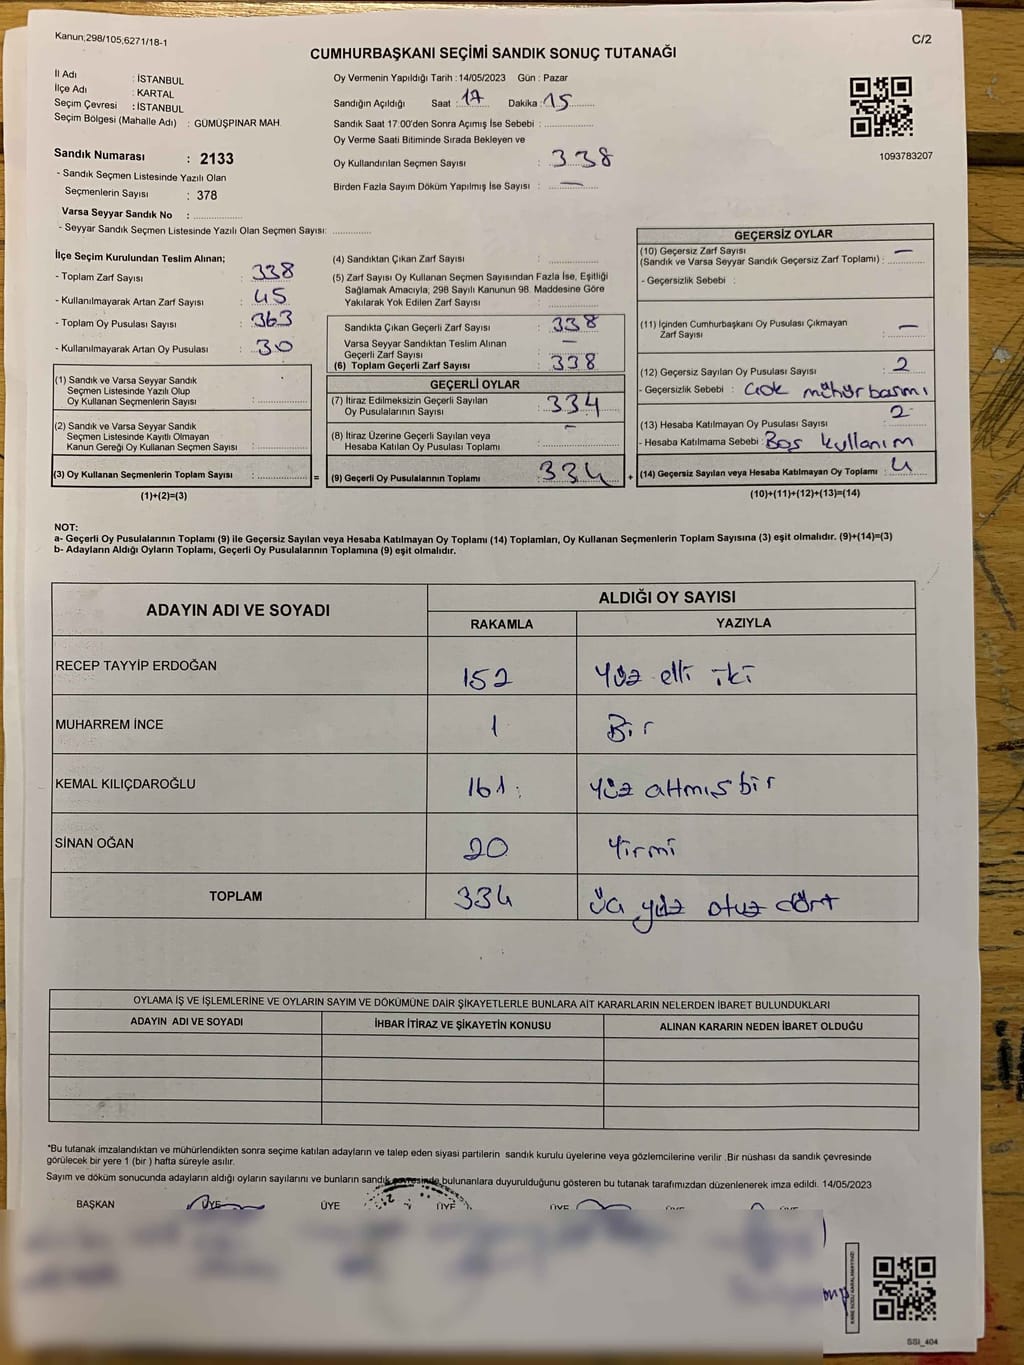 Kanun,298/105,6271/18-1
C/2
CUMHURBAŞKANI SEÇİMİ SANDIK SONUÇ TUTANAĞI
İl Adı : İSTANBUL
İlçe Adı : KARTAL
Seçim Çevresi : İSTANBUL
Seçim Bölgesi (Mahalle Adı) : GÜMÜŞPINAR MAH.
Sandık Numarası : 2133
- Sandık Seçmen Listesinde Yazılı Olan
Seçmenlerin Sayısı : 378
Varsa Seyyar Sandık No : ..............
- Seyyar Sandık Seçmen Listesinde Yazılı Olan Seçmen Sayısı: ............
Oy Vermenin Yapıldığı Tarih : 14/05/2023 Gün : Pazar
Sandığın Açıldığı Saat : 17 Dakika : 15
Sandık Saat 17:00'den Sonra Açımış İse Sebebi : ..............
Oy Verme Saati Bitiminde Sırada Bekleyen ve
Oy Kullandırılan Seçmen Sayısı : 338
Birden Fazla Sayım Döküm Yapılmış İse Sayısı : —
1093783207
İlçe Seçim Kurulundan Teslim Alınan;
- Toplam Zarf Sayısı : 338
- Kullanılmayarak Artan Zarf Sayısı : 45
- Toplam Oy Pusulası Sayısı : 363
- Kullanılmayarak Artan Oy Pusulası : 30
(1) Sandık ve Varsa Seyyar Sandık
Seçmen Listesinde Yazılı Olup
Oy Kullanan Seçmenlerin Sayısı : ..............
(2) Sandık ve Varsa Seyyar Sandık
Seçmen Listesinde Kayıtlı Olmayan
Kanun Gereği Oy Kullanan Seçmen Sayısı : ..............
(3) Oy Kullanan Seçmenlerin Toplam Sayısı : .............. =
(1)+(2)=(3)
(4) Sandıktan Çıkan Zarf Sayısı : ..............
(5) Zarf Sayısı Oy Kullanan Seçmen Sayısından Fazla İse, Eşitliği
Sağlamak Amacıyla, 298 Sayılı Kanunun 98. Maddesine Göre
Yakılarak Yok Edilen Zarf Sayısı : ..............
Sandıkta Çıkan Geçerli Zarf Sayısı : 338
Varsa Seyyar Sandıktan Teslim Alınan
Geçerli Zarf Sayısı : —
(6) Toplam Geçerli Zarf Sayısı : 338
GEÇERLİ OYLAR
(7) İtiraz Edilmeksizin Geçerli Sayılan
Oy Pusulalarının Sayısı : 334
(8) İtiraz Üzerine Geçerli Sayılan veya
Hesaba Katılan Oy Pusulası Toplamı : —
(9) Geçerli Oy Pusulalarının Toplamı : 334 +
GEÇERSİZ OYLAR
(10) Geçersiz Zarf Sayısı
(Sandık ve Varsa Seyyar Sandık Geçersiz Zarf Toplamı) : —
- Geçersizlik Sebebi :
(11) İçinden Cumhurbaşkanı Oy Pusulası Çıkmayan
Zarf Sayısı : —
(12) Geçersiz Sayılan Oy Pusulası Sayısı : 2
- Geçersizlik Sebebi : çok mühür basımı
(13) Hesaba Katılmayan Oy Pusulası Sayısı : 2
- Hesaba Katılmama Sebebi : Boş kullanım
(14) Geçersiz Sayılan veya Hesaba Katılmayan Oy Toplamı : 4
(10)+(11)+(12)+(13)=(14)
NOT:
a- Geçerli Oy Pusulalarının Toplamı (9) ile Geçersiz Sayılan veya Hesaba Katılmayan Oy Toplamı (14) Toplamları, Oy Kullanan Seçmenlerin Toplam Sayısına (3) eşit olmalıdır. (9)+(14)=(3)
b- Adayların Aldığı Oyların Toplamı, Geçerli Oy Pusulalarının Toplamına (9) eşit olmalıdır.
ADAYIN ADI VE SOYADI ALDIĞI OY SAYISI
RAKAMLA YAZIYLA
RECEP TAYYİP ERDOĞAN 152 Yüz elli iki
MUHARREM İNCE 1 Bir
KEMAL KILIÇDAROĞLU 161 yüz altmış bir
SİNAN OĞAN 20 Yirmi
TOPLAM 334 üç yüz otuz dört
OYLAMA İŞ VE İŞLEMLERİNE VE OYLARIN SAYIM VE DÖKÜMÜNE DAİR ŞİKAYETLERLE BUNLARA AİT KARARLARIN NELERDEN İBARET BULUNDUKLARI
ADAYIN ADI VE SOYADI İHBAR İTİRAZ VE ŞİKAYETİN KONUSU ALINAN KARARIN NEDEN İBARET OLDUĞU
*Bu tutanak imzalandıktan ve mühürlendikten sonra seçime katılan adayların ve talep eden siyasi partilerin sandık kurulu üyelerine veya gözlemcilerine verilir .Bir nüshası da sandık çevresinde
görülecek bir yere 1 (bir ) hafta süreyle asılır.
Sayım ve döküm sonucunda adayların aldığı oyların sayılarını ve bunların sandık çevresinde bulunanlara duyurulduğunu gösteren bu tutanak tarafımızdan düzenlenerek imza edildi. 14/05/2023
BAŞKAN ÜYE ÜYE ÜYE ÜYE ÜYE ÜYE
SSI_404